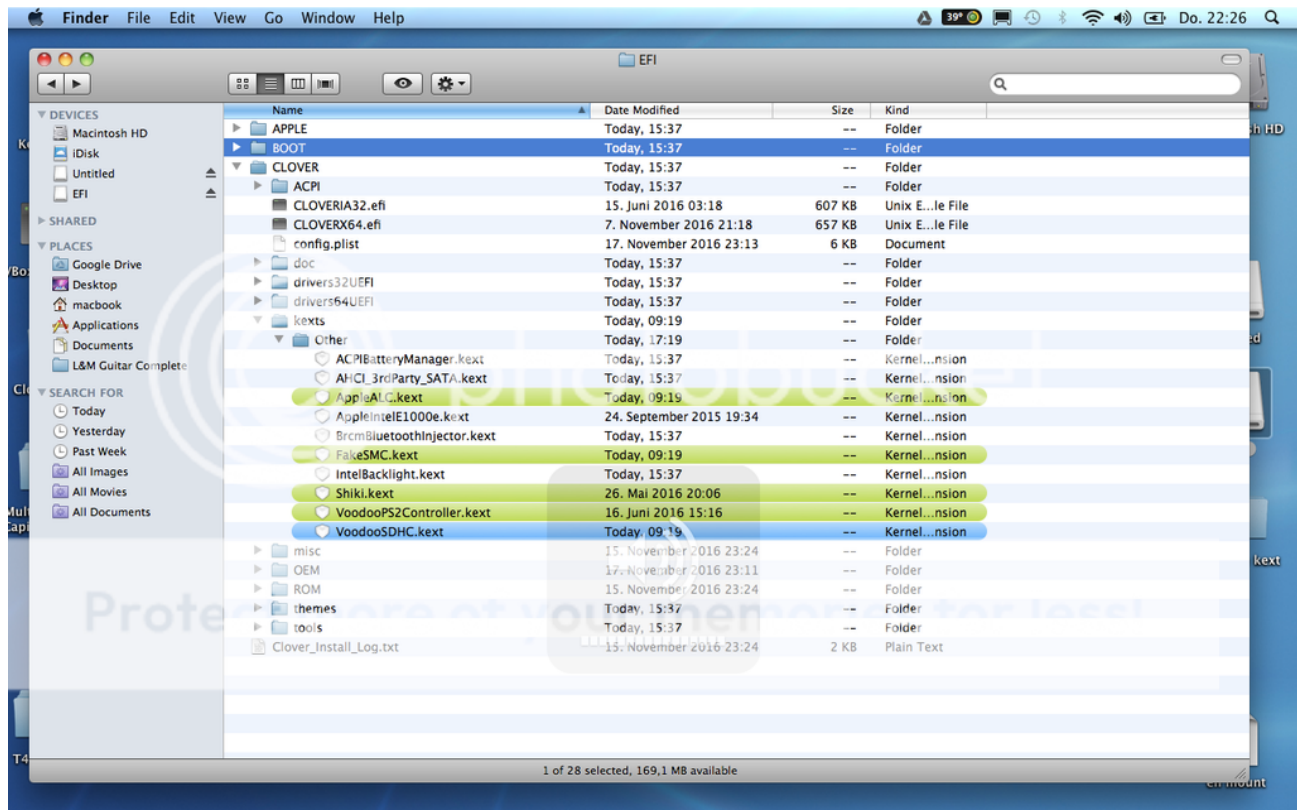 Finder File Edit View Go Window Help 39° Do. 22:26
EFI
DEVICES
Macintosh HD
iDisk
Untitled
EFI
SHARED
PLACES
Google Drive
Desktop
macbook
Applications
Documents
L&M Guitar Complete
SEARCH FOR
Today
Yesterday
Past Week
All Images
All Movies
All Documents
Name Date Modified Size Kind
APPLE Today, 15:37 -- Folder
BOOT Today, 15:37 -- Folder
CLOVER Today, 15:37 -- Folder
ACPI Today, 15:37 -- Folder
CLOVERIA32.efi 15. Juni 2016 03:18 607 KB Unix E...le File
CLOVERX64.efi 7. November 2016 21:18 657 KB Unix E...le File
config.plist 17. November 2016 23:13 6 KB Document
doc Today, 15:37 -- Folder
drivers32UEFI Today, 15:37 -- Folder
drivers64UEFI Today, 15:37 -- Folder
kexts Today, 09:19 -- Folder
Other Today, 17:19 -- Folder
ACPIBatteryManager.kext Today, 15:37 -- Kernel...nsion
AHCI_3rdParty_SATA.kext Today, 15:37 -- Kernel...nsion
AppleALC.kext Today, 09:19 -- Kernel...nsion
AppleIntelE1000e.kext 24. September 2015 19:34 -- Kernel...nsion
BrcmBluetoothInjector.kext Today, 15:37 -- Kernel...nsion
FakeSMC.kext Today, 09:19 -- Kernel...nsion
IntelBacklight.kext Today, 15:37 -- Kernel...nsion
Shiki.kext 26. Mai 2016 20:06 -- Kernel...nsion
VoodooPS2Controller.kext 16. Juni 2016 15:16 -- Kernel...nsion
VoodooSDHC.kext Today, 09:19 -- Kernel...nsion
misc 15. November 2016 23:24 -- Folder
OEM 17. November 2016 23:11 -- Folder
ROM 15. November 2016 23:24 -- Folder
themes Today, 15:37 -- Folder
tools Today, 15:37 -- Folder
Clover_Install_Log.txt 15. November 2016 23:24 2 KB Plain Text
1 of 28 selected, 169,1 MB available
photobucket
Protect more of your memories for less!
kext